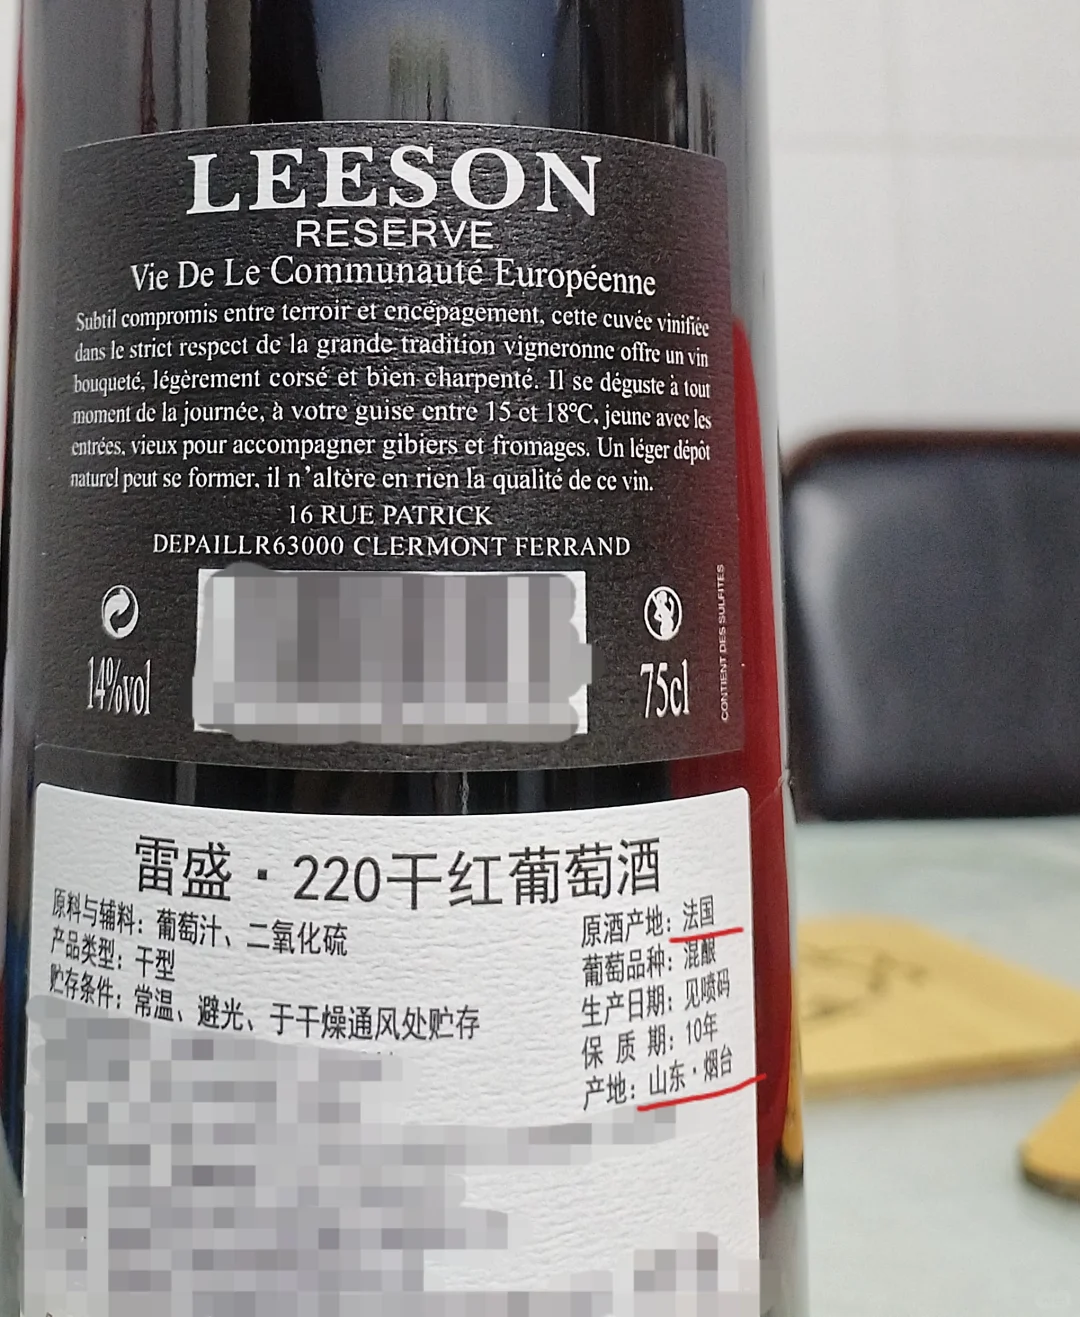 LEESON
RESERVE
Vie De Le Communauté Européenne
Subtil compromis entre terroir et encépagement, cette cuvée vinifiée
dans le strict respect de la grande tradition vigneronne offre un vin
bouqueté, légèrement corsé et bien charpenté. Il se déguste à tout
moment de la journée, à votre guise entre 15 et 18°C, jeune avec les
entrées, vieux pour accompagner gibiers et fromages. Un léger dépôt
naturel peut se former, il n'altère en rien la qualité de ce vin.
16 RUE PATRICK
DEPAILLR63000 CLERMONT FERRAND
14%vol
75cl
CONTIENT DES SULFITES
雷盛·220干红葡萄酒
原料与辅料：葡萄汁、二氧化硫
产品类型：干型
贮存条件：常温、避光、于干燥通风处贮存
原酒产地：法国
葡萄品种：混酿
生产日期：见喷码
保质期：10年
产地：山东·烟台